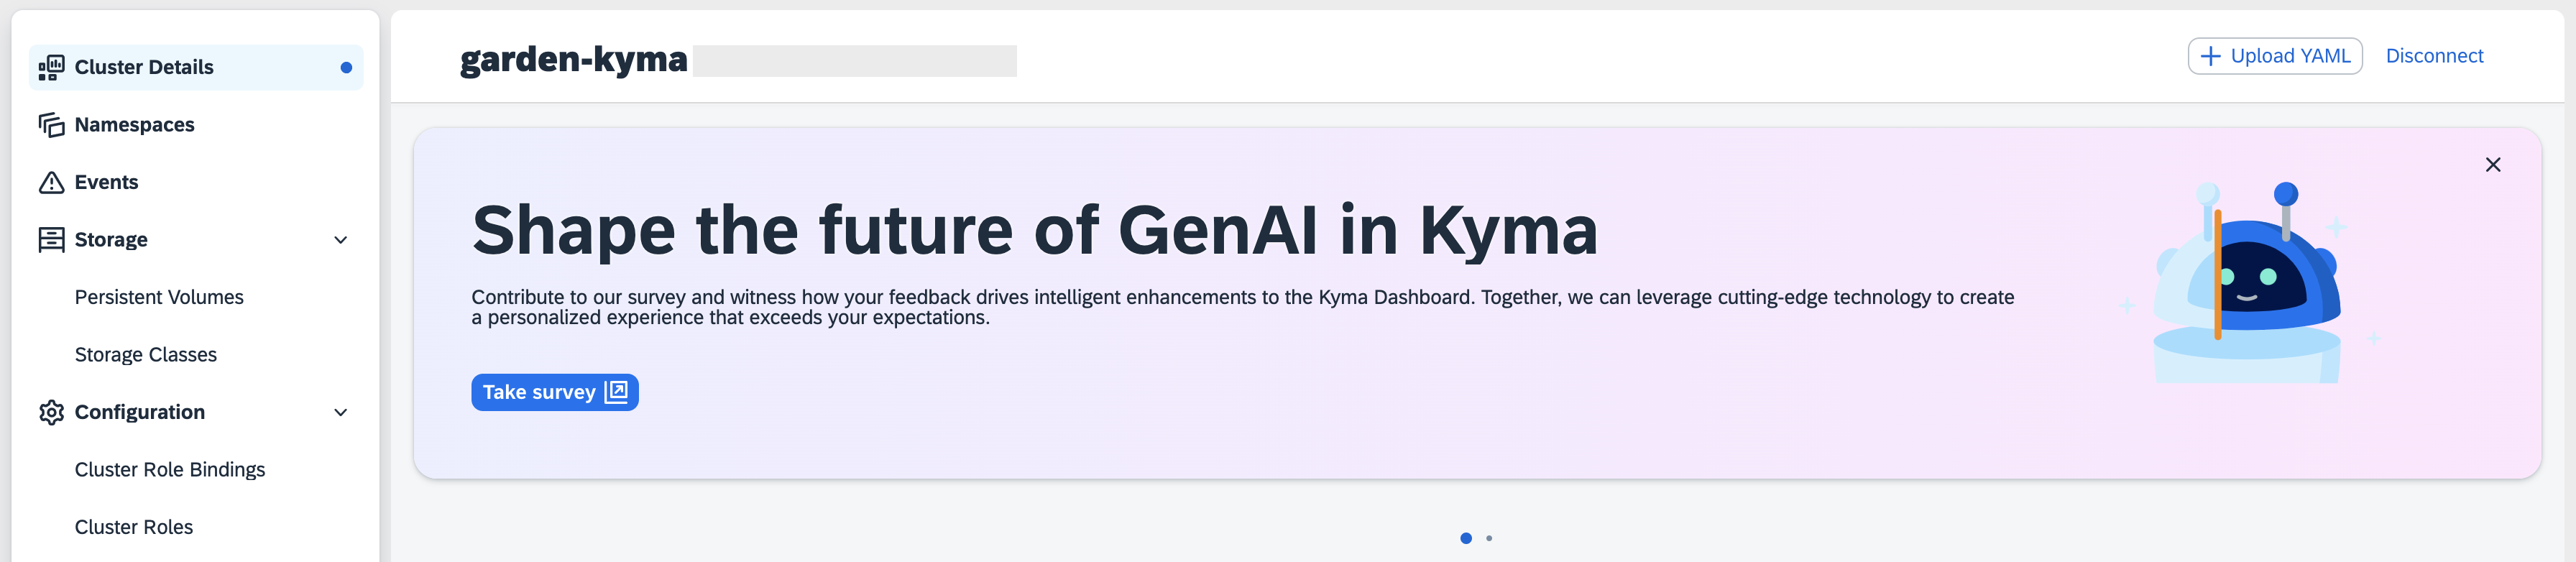 Cluster Details
Namespaces
Events
Storage
Persistent Volumes
Storage Classes
Configuration
Cluster Role Bindings
Cluster Roles
garden-kyma
Upload YAML
Disconnect
Shape the future of GenAI in Kyma
Contribute to our survey and witness how your feedback drives intelligent enhancements to the Kyma Dashboard. Together, we can leverage cutting-edge technology to create
a personalized experience that exceeds your expectations.
Take survey